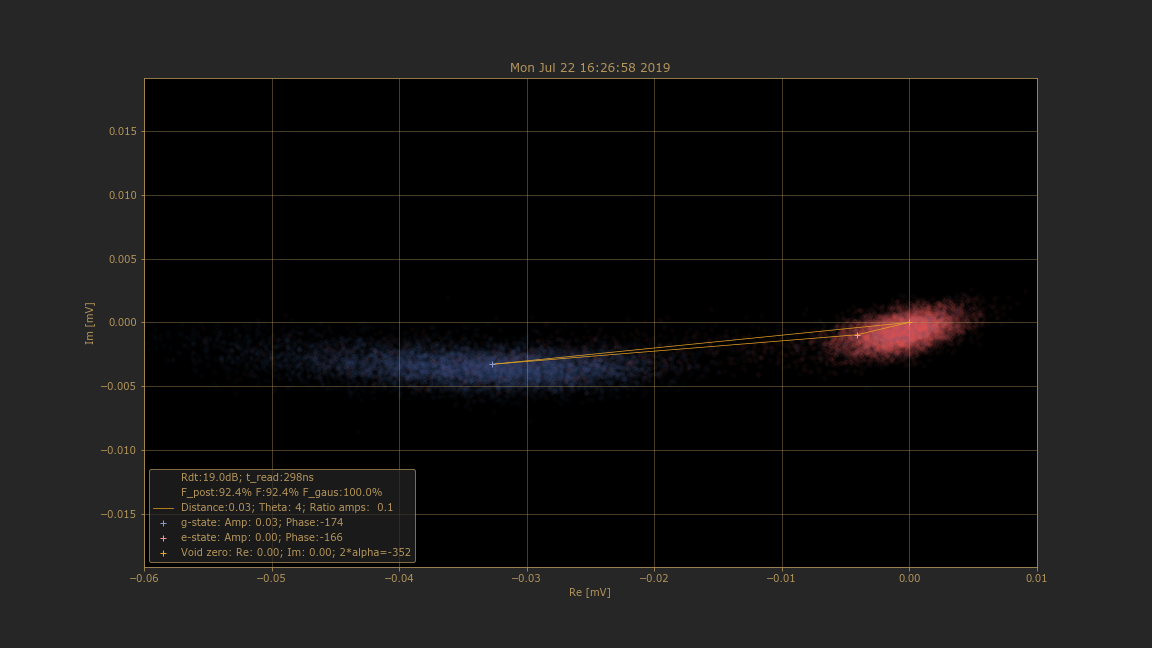 Mon Jul 22 16:26:58 2019
0.015
0.010
0.005
0.000
−0.005
−0.010
−0.015
Im [mV]
Rdt:19.0dB; t_read:298ns
F_post:92.4% F:92.4% F_gaus:100.0%
Distance:0.03; Theta: 4; Ratio amps:  0.1
g-state: Amp: 0.03; Phase:-174
e-state: Amp: 0.00; Phase:-166
Void zero: Re: 0.00; Im: 0.00; 2*alpha=-352
−0.06 −0.05 −0.04 −0.03 −0.02 −0.01 0.00 0.01
Re [mV]